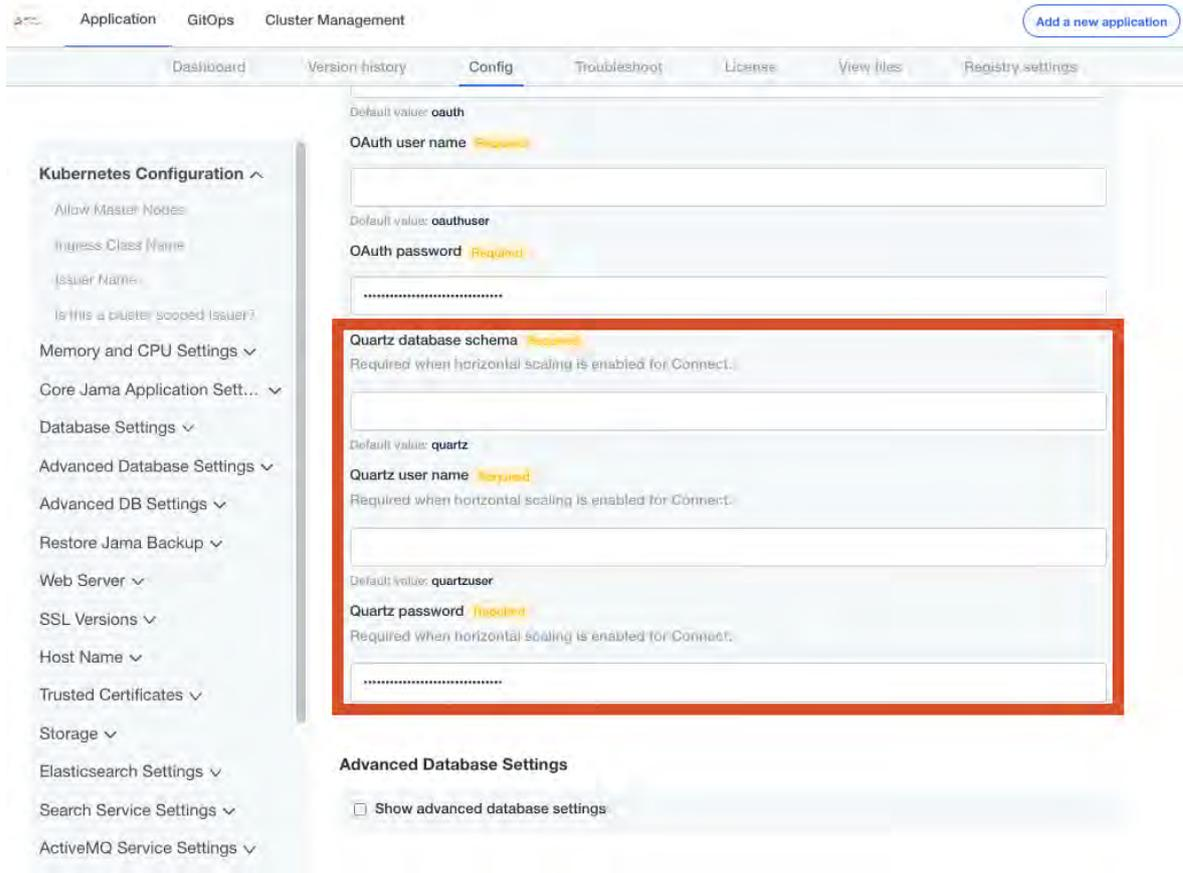 Application GitOps Cluster Management Add a new application
Dashboard Version history Config Troubleshoot License View files Registry settings
Default value: oauth
OAuth user name Required
Default value: oauthuser
OAuth password Required
Quartz database schema Required
Required when horizontal scaling is enabled for Connect.
Default value: quartz
Quartz user name Required
Required when horizontal scaling is enabled for Connect.
Default value: quartzuser
Quartz password Required
Required when horizontal scaling is enabled for Connect.
Advanced Database Settings
Show advanced database settings
Kubernetes Configuration
Allow Master Nodes
Ingress Class Name
Issuer Name
Is this a cluster scoped Issuer?
Memory and CPU Settings
Core Jama Application Sett...
Database Settings
Advanced Database Settings
Advanced DB Settings
Restore Jama Backup
Web Server
SSL Versions
Host Name
Trusted Certificates
Storage
Elasticsearch Settings
Search Service Settings
ActiveMQ Service Settings